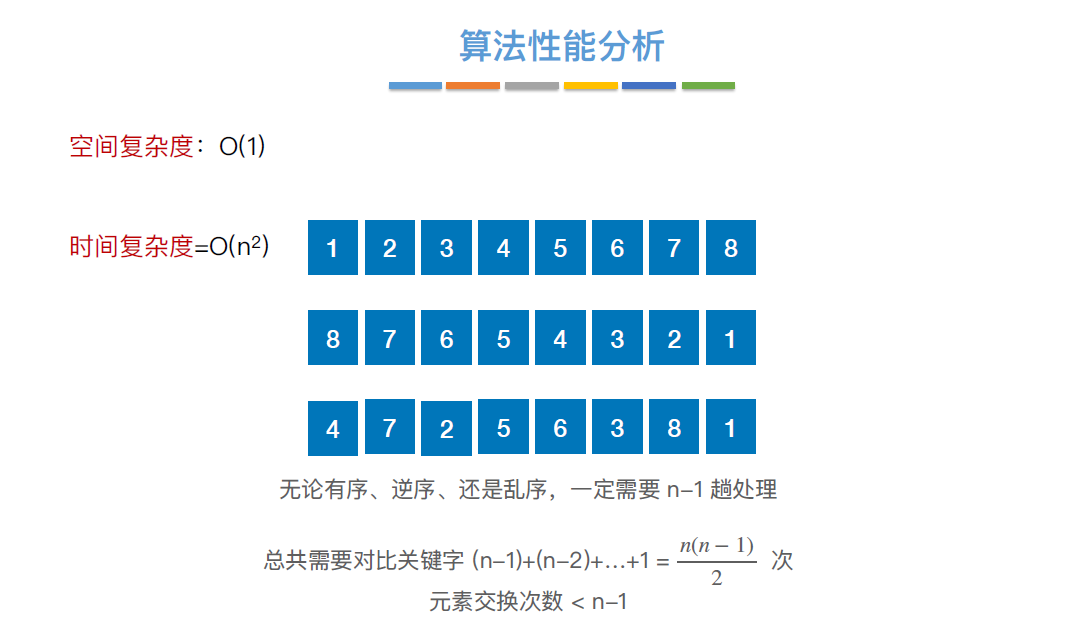 算法性能分析
空间复杂度：O(1)
时间复杂度=O(n²)
1 2 3 4 5 6 7 8
8 7 6 5 4 3 2 1
4 7 2 5 6 3 8 1
无论有序、逆序、还是乱序，一定需要 n-1 趟处理
总共需要对比关键字 (n-1)+(n-2)+…+1 = n(n − 1)/2 次
元素交换次数 < n-1